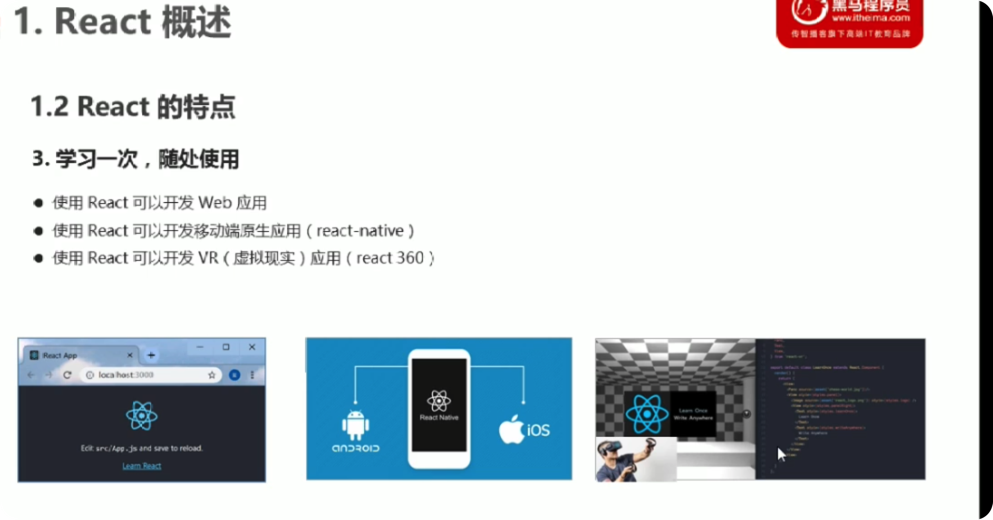 1. React 概述
黑马程序员
www.itheima.com
传智播客旗下高端IT教育品牌
1.2 React 的特点
3. 学习一次，随处使用
● 使用 React 可以开发 Web 应用
● 使用 React 可以开发移动端原生应用（react-native）
● 使用 React 可以开发 VR（虚拟现实）应用（react 360）
React App
localhost:3000
Edit src/App.js and save to reload.
Learn React
android
React Native
iOS
Learn Once
Write Anywhere